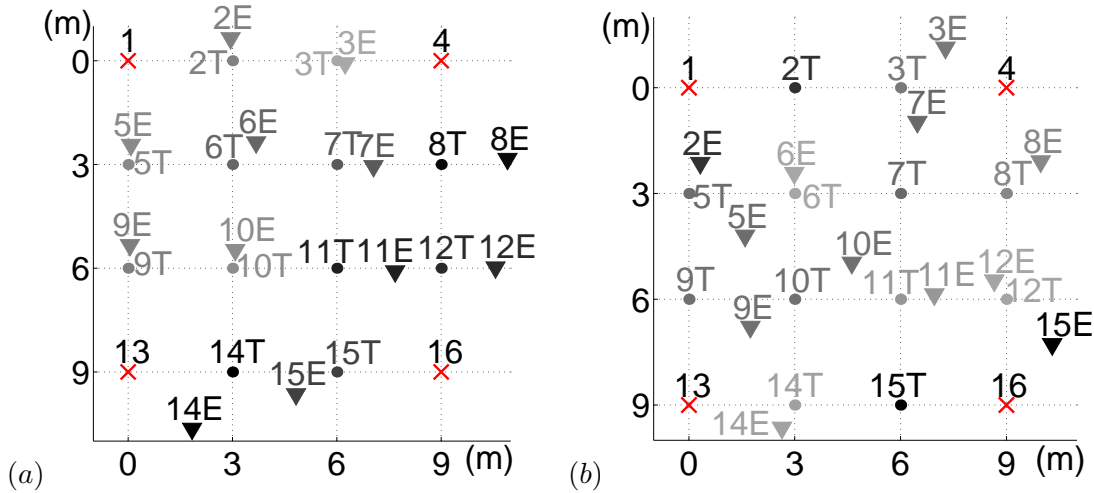 (m) 2E
1 3E 4
0 2T 3T
5E 6E
6T 7T 7E 8T 8E
3 5T
9E 10E
11T 11E 12T 12E
6 9T 10T
13 14T 15T 16
9 15E
14E
0 3 6 9 (m)
(a)
(m) 3E
1 2T 3T 4
0 7E
2E 6E 8E
7T 8T
3 5T 6T
5E 10E
9T 10T 11T 11E 12E
6 12T
9E 15E
13 14T 15T 16
9 14E
0 3 6 9 (m)
(b)